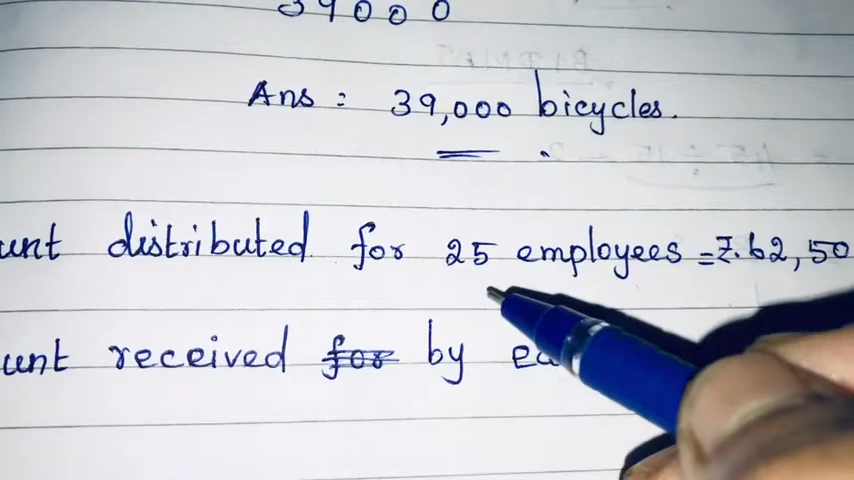 39000
Ans : 39,000 bicycles.
unt distributed for 25 employees = ₹.62,50
unt received for by ea